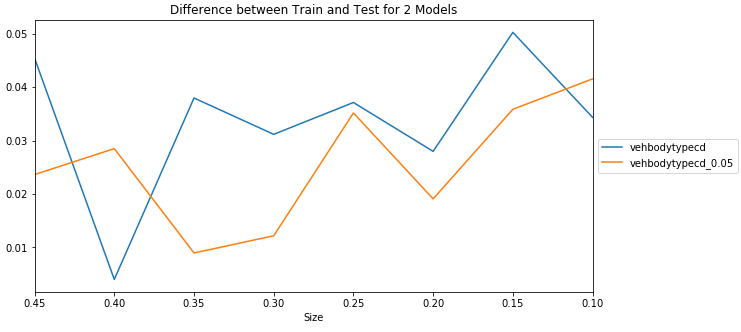 Difference between Train and Test for 2 Models
0.05
0.04
0.03
0.02
0.01
0.45 0.40 0.35 0.30 0.25 0.20 0.15 0.10
Size
vehbodytypecd
vehbodytypecd_0.05